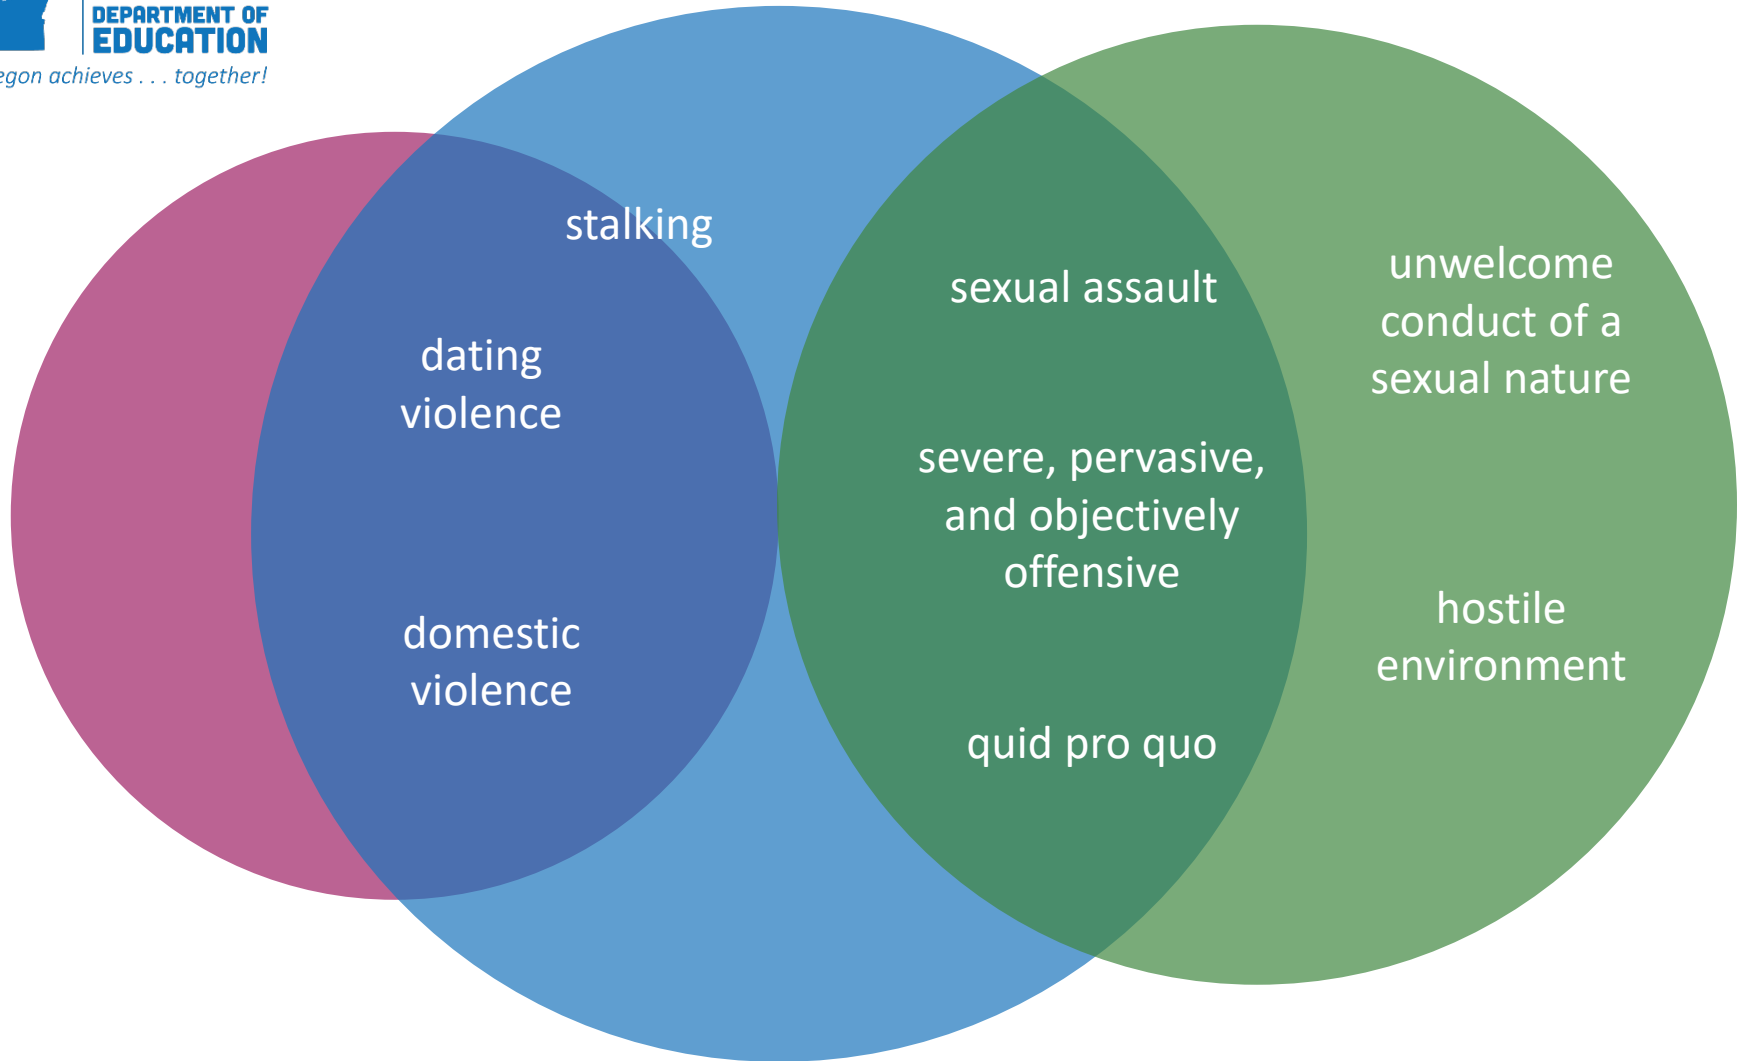 DEPARTMENT OF
EDUCATION
egon achieves . . . together!
stalking
dating
violence
domestic
violence
sexual assault
severe, pervasive,
and objectively
offensive
quid pro quo
unwelcome
conduct of a
sexual nature
hostile
environment